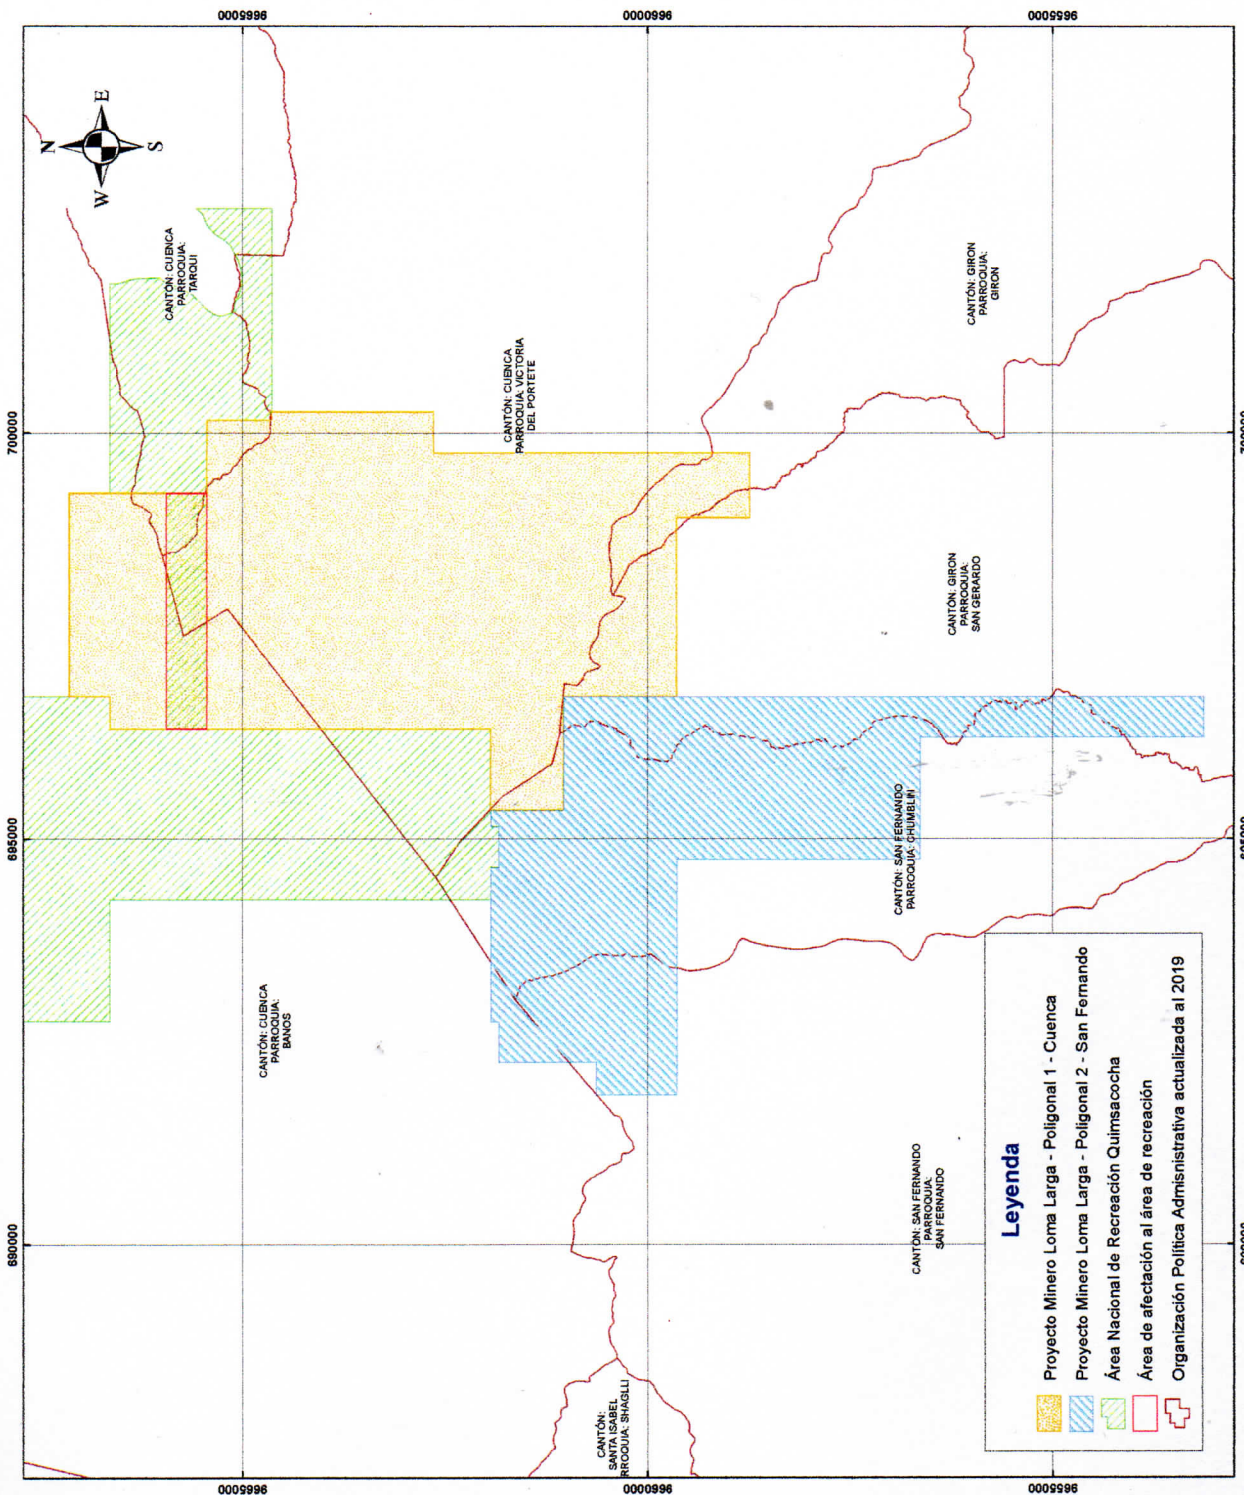 690000
695000
700000
9665000
9665000
9660000
9660000
9655000
9655000
N
E
S
W
CANTÓN: CUENCA
PARROQUIA:
TARQUI
CANTÓN: CUENCA
PARROQUIA:
BANOS
CANTÓN: CUENCA
PARROQUIA: VICTORIA
DEL PORTETE
CANTÓN:
SANTA ISABEL
RROQUIA: SHAGLLI
CANTÓN: SAN FERNANDO
PARROQUIA:
SAN FERNANDO
CANTÓN: SAN FERNANDO
PARROQUIA: CHUMBLIN
CANTÓN: GIRON
PARROQUIA:
SAN GERARDO
CANTÓN: GIRON
PARROQUIA:
GIRON
Leyenda
Proyecto Minero Loma Larga - Poligonal 1 - Cuenca
Proyecto Minero Loma Larga - Poligonal 2 - San Fernando
Área Nacional de Recreación Quimsacocha
Área de afectación al área de recreación
Organización Política Admisnistrativa actualizada al 2019